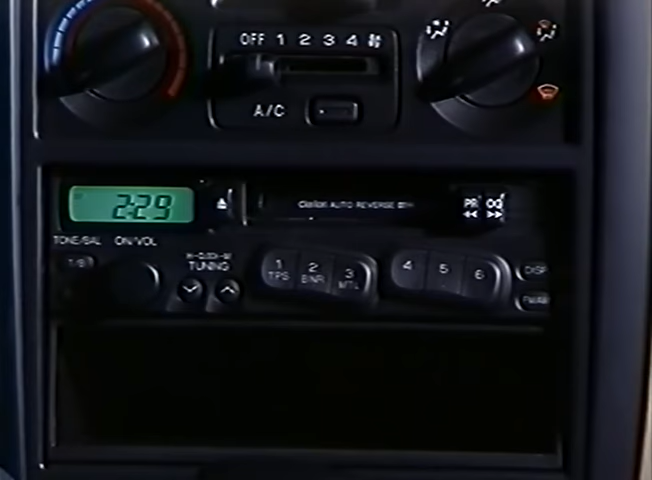 OFF 1 2 3 4
A/C
2:29
Clarion AUTO REVERSE
TONE/BAL ON/VOL
T/B
TUNING
1 2 3 4 5 6
TPS BNR MTL
DISP